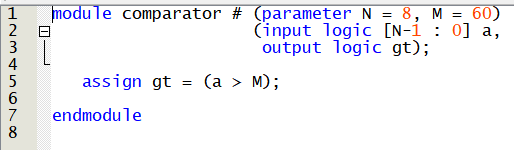 1 module comparator # (parameter N = 8, M = 60)
2 (input logic [N-1 : 0] a,
3 output logic gt);
4
5 assign gt = (a > M);
6
7 endmodule
8